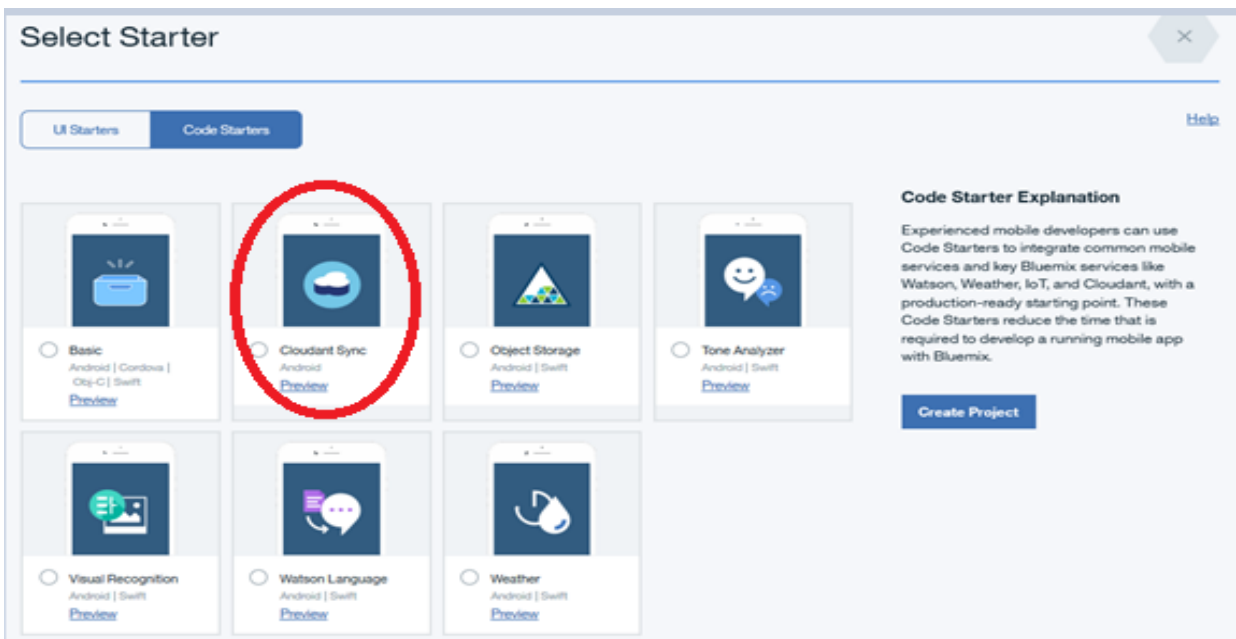 Select Starter
UI Starters
Code Starters
Help
Basic
Android | Cordova |
Obj-C | Swift
Preview
Cloudant Sync
Android
Preview
Object Storage
Android | Swift
Preview
Tone Analyzer
Android | Swift
Preview
Code Starter Explanation
Experienced mobile developers can use
Code Starters to integrate common mobile
services and key Bluemix services like
Watson, Weather, IoT, and Cloudant, with a
production-ready starting point. These
Code Starters reduce the time that is
required to develop a running mobile app
with Bluemix.
Create Project
Visual Recognition
Android | Swift
Preview
Watson Language
Android | Swift
Preview
Weather
Android | Swift
Preview